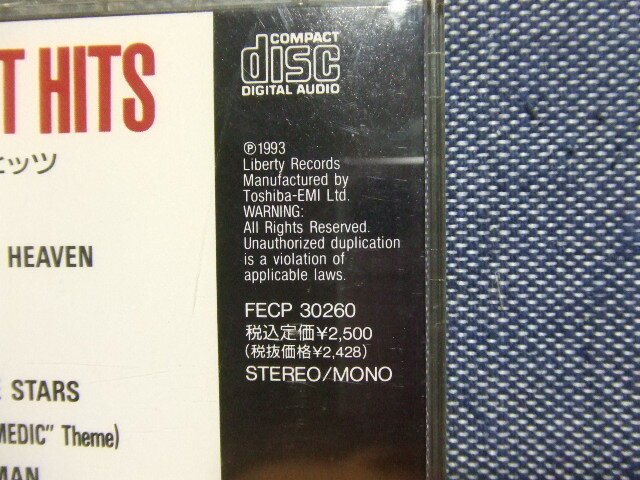 T HITS
ヒッツ
HEAVEN
STARS
MEDIC" Theme)
MAN
COMPACT
disc
DIGITAL AUDIO
℗1993
Liberty Records
Manufactured by
Toshiba-EMI Ltd.
WARNING:
All Rights Reserved.
Unauthorized duplication
is a violation of
applicable laws.
FECP 30260
税込定価¥2,500
(税抜価格¥2,428)
STEREO/MONO